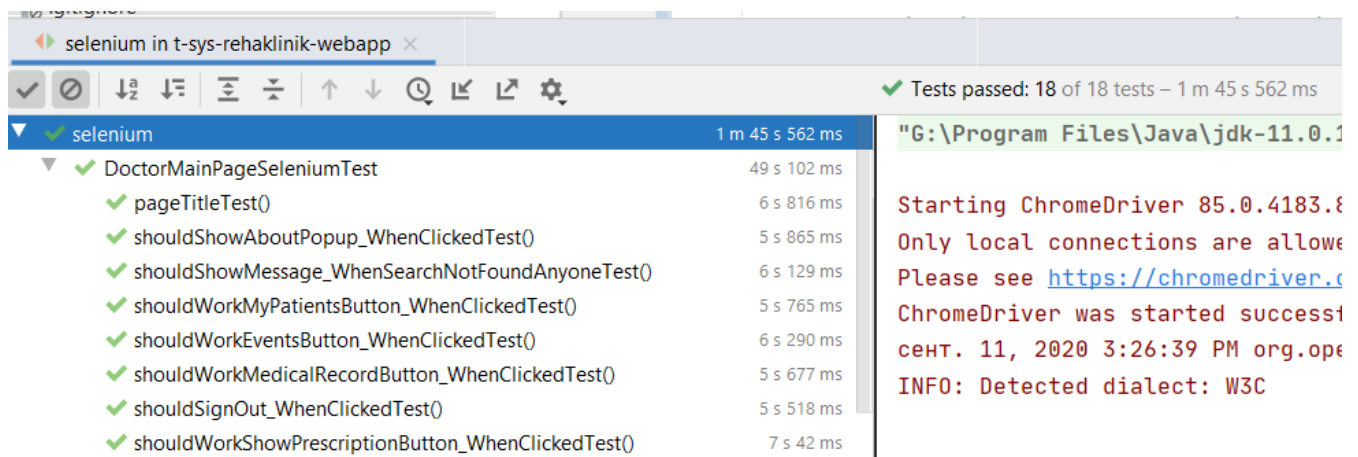 selenium in t-sys-rehaklinik-webapp
Tests passed: 18 of 18 tests – 1 m 45 s 562 ms
selenium 1 m 45 s 562 ms
DoctorMainPageSeleniumTest 49 s 102 ms
pageTitleTest() 6 s 816 ms
shouldShowAboutPopup_WhenClickedTest() 5 s 865 ms
shouldShowMessage_WhenSearchNotFoundAnyoneTest() 6 s 129 ms
shouldWorkMyPatientsButton_WhenClickedTest() 5 s 765 ms
shouldWorkEventsButton_WhenClickedTest() 6 s 290 ms
shouldWorkMedicalRecordButton_WhenClickedTest() 5 s 677 ms
shouldSignOut_WhenClickedTest() 5 s 518 ms
shouldWorkShowPrescriptionButton_WhenClickedTest() 7 s 42 ms
"G:\Program Files\Java\jdk-11.0.1
Starting ChromeDriver 85.0.4183.8
Only local connections are allowe
Please see https://chromedriver.c
ChromeDriver was started successf
сент. 11, 2020 3:26:39 PM org.ope
INFO: Detected dialect: W3C